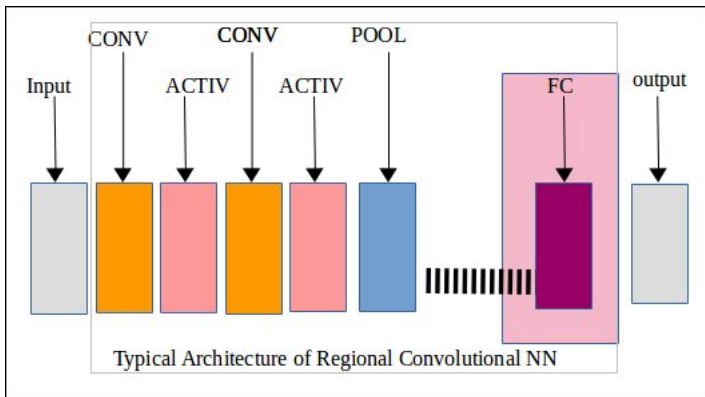 CONV
CONV
POOL
Input
ACTIV
ACTIV
FC
output
Typical Architecture of Regional Convolutional NN